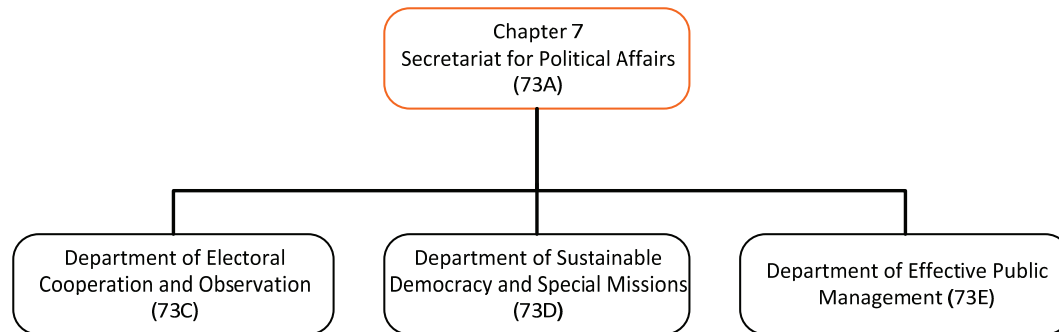 Chapter 7
Secretariat for Political Affairs
(73A)
Department of Electoral
Cooperation and Observation
(73C)
Department of Sustainable
Democracy and Special Missions
(73D)
Department of Effective Public
Management (73E)